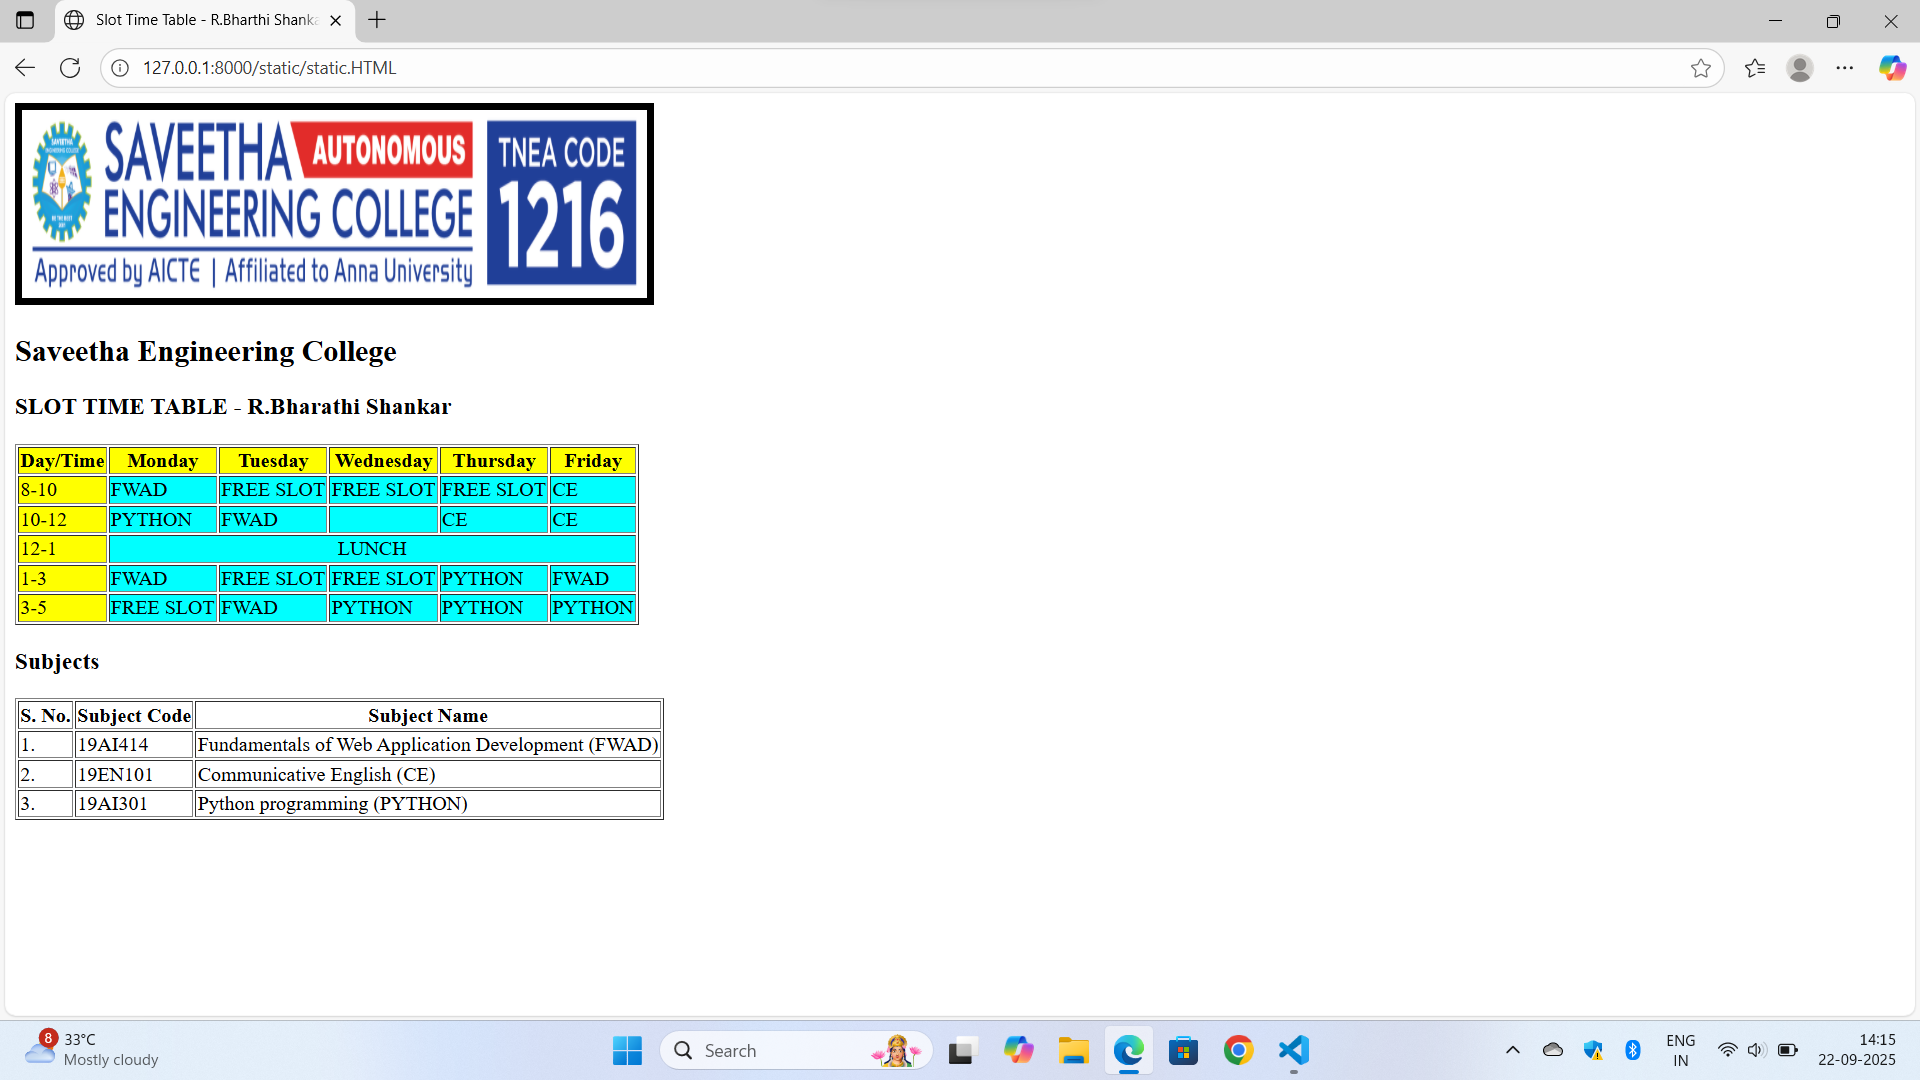 Slot Time Table - R.Bharthi Shanka
127.0.0.1:8000/static/static.HTML
SAVEETHA AUTONOMOUS
ENGINEERING COLLEGE
Approved by AICTE | Affiliated to Anna University
TNEA CODE
1216
Saveetha Engineering College
SLOT TIME TABLE - R.Bharathi Shankar
Day/Time Monday Tuesday Wednesday Thursday Friday
8-10 FWAD FREE SLOT FREE SLOT FREE SLOT CE
10-12 PYTHON FWAD CE CE
12-1 LUNCH
1-3 FWAD FREE SLOT FREE SLOT PYTHON FWAD
3-5 FREE SLOT FWAD PYTHON PYTHON PYTHON
Subjects
S. No. Subject Code Subject Name
1. 19AI414 Fundamentals of Web Application Development (FWAD)
2. 19EN101 Communicative English (CE)
3. 19AI301 Python programming (PYTHON)
8
33°C
Mostly cloudy
Search
ENG
IN
14:15
22-09-2025